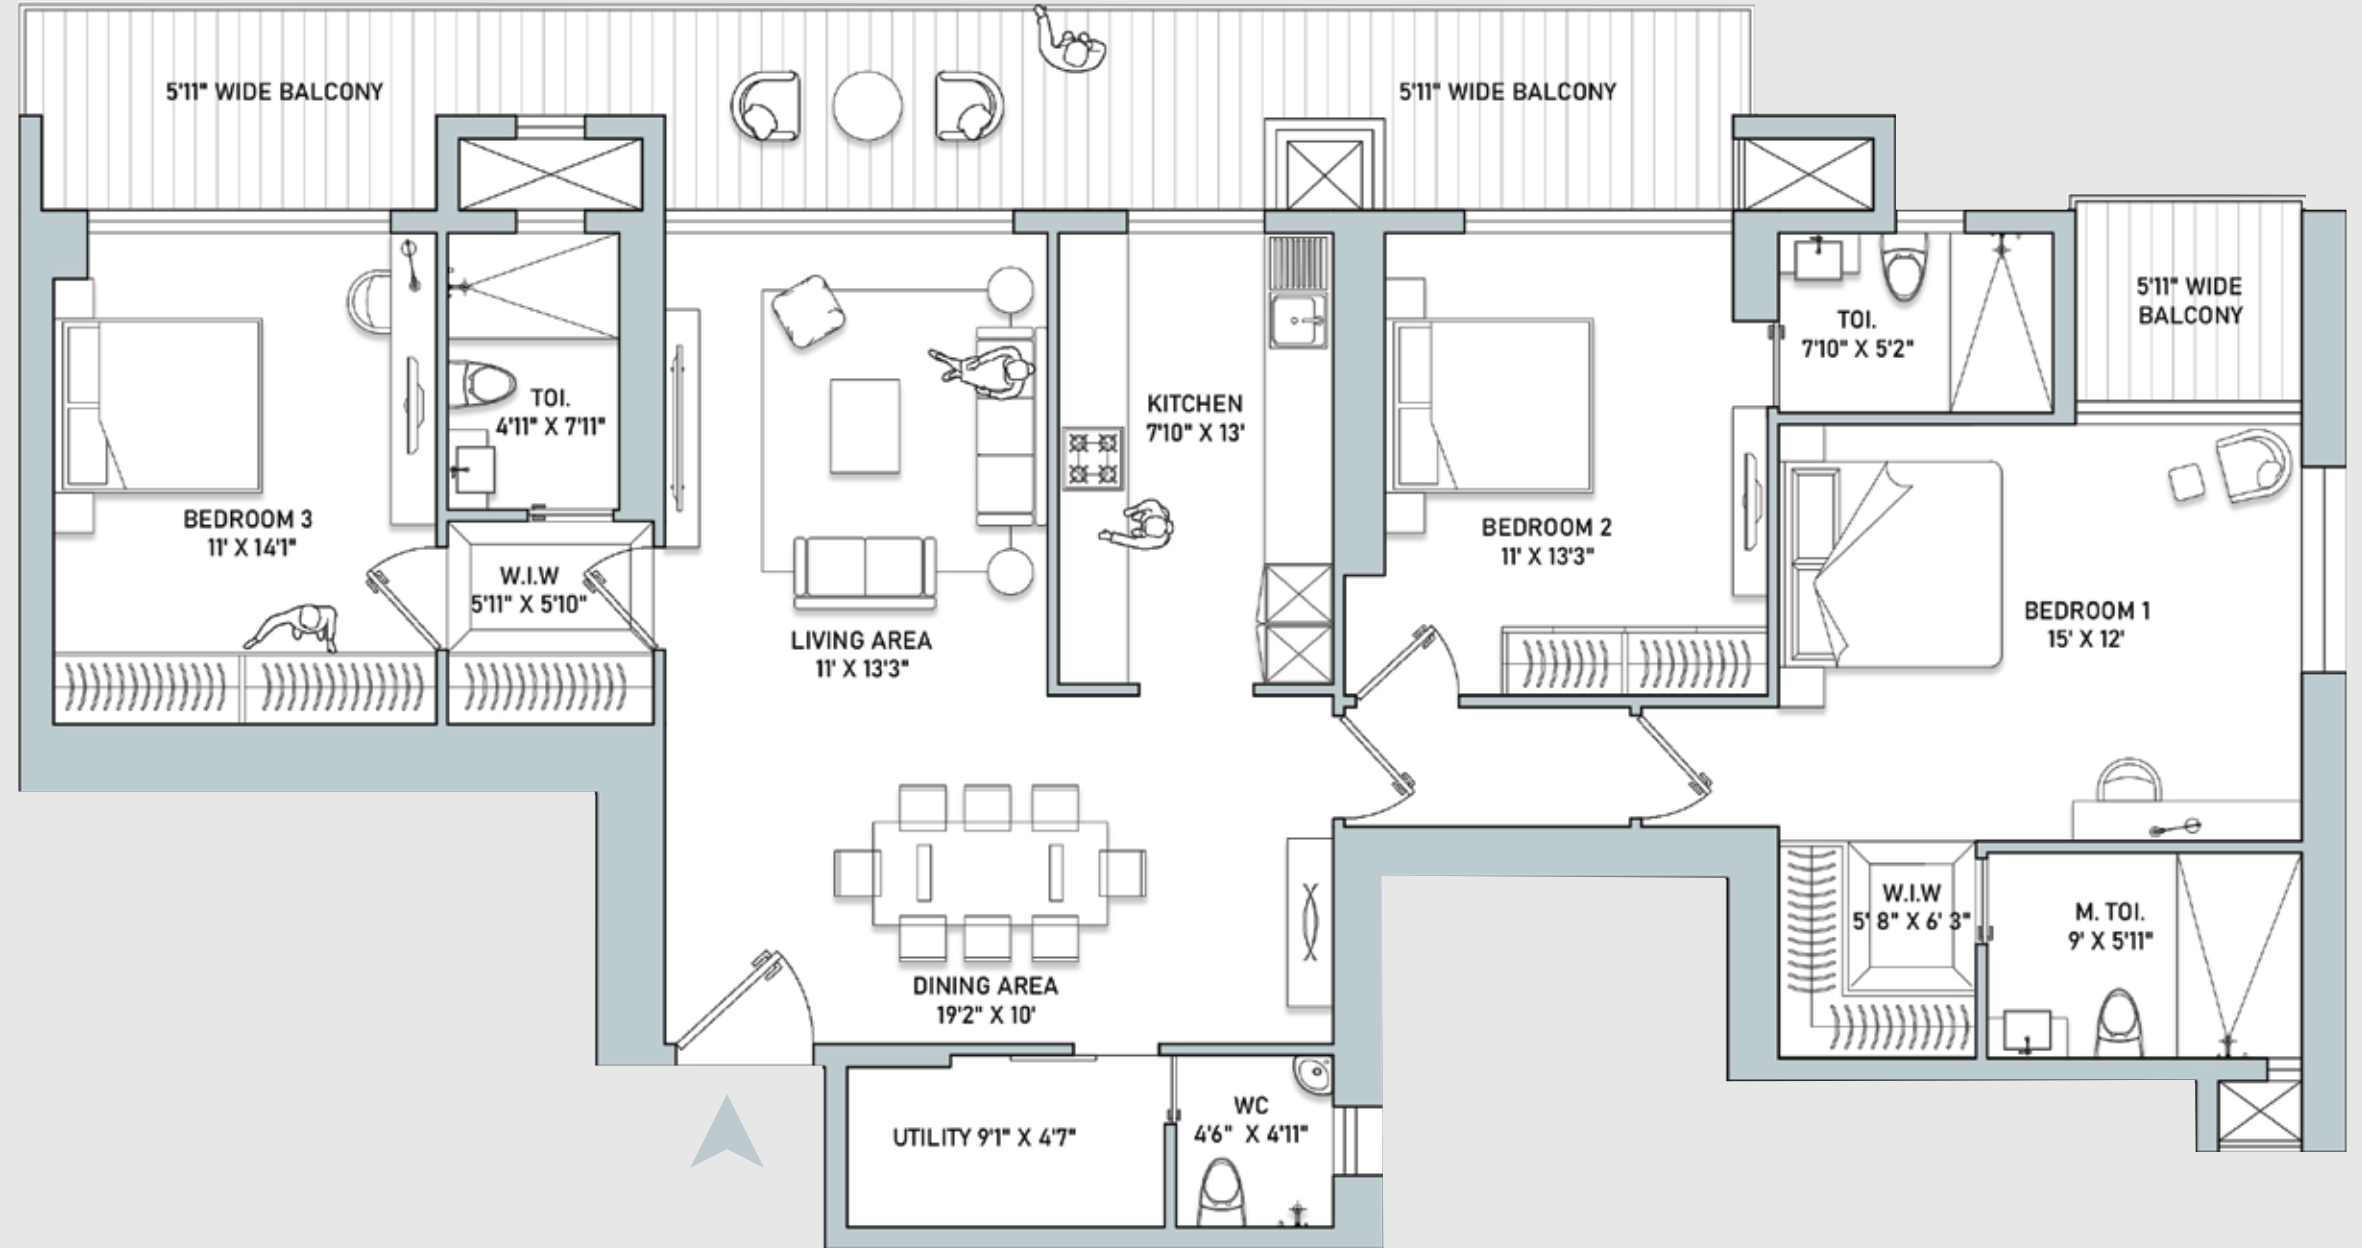 5'11" WIDE BALCONY
5'11" WIDE BALCONY
5'11" WIDE
BALCONY
TOI.
7'10" X 5'2"
TOI.
4'11" X 7'11"
KITCHEN
7'10" X 13'
BEDROOM 3
11' X 14'1"
BEDROOM 2
11' X 13'3"
W.I.W
5'11" X 5'10"
LIVING AREA
11' X 13'3"
BEDROOM 1
15' X 12'
W.I.W
5' 8" X 6' 3"
M. TOI.
9' X 5'11"
DINING AREA
19'2" X 10'
UTILITY 9'1" X 4'7"
WC
4'6" X 4'11"